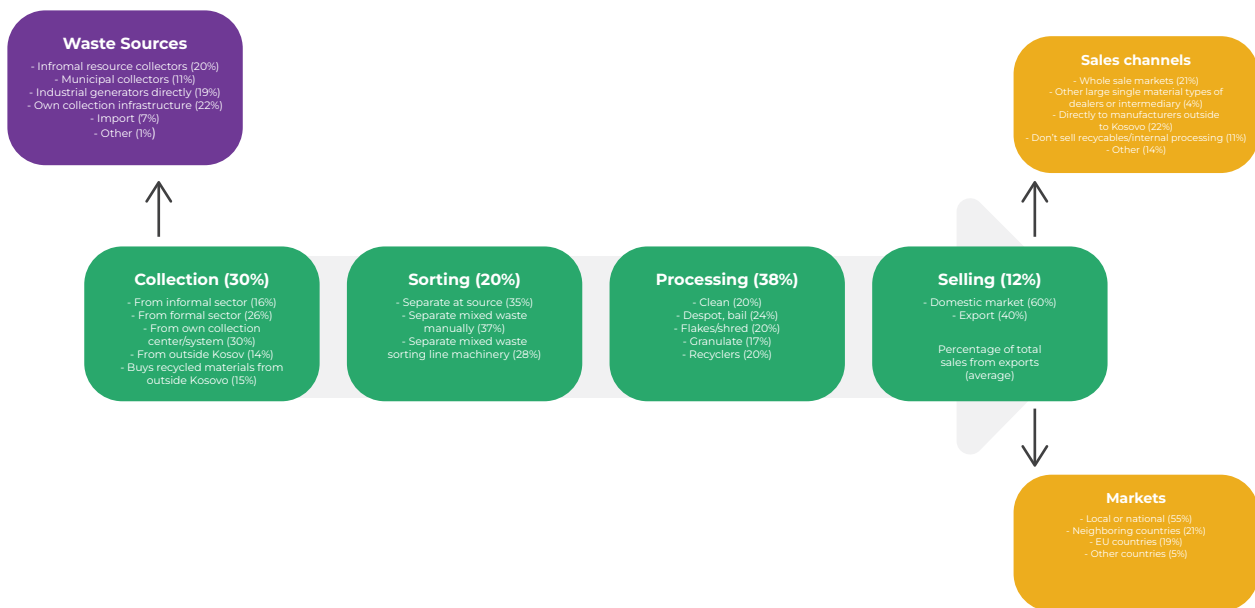 Waste Sources
- Infromal resource collectors (20%)
- Municipal collectors (11%)
- Industrial generators directly (19%)
- Own collection infrastructure (22%)
- Import (7%)
- Other (1%)
Sales channels
- Whole sale markets (21%)
- Other large single material types of
dealers or intermediary (4%)
- Directly to manufacturers outside
to Kosovo (22%)
- Don't sell recycables/internal processing (11%)
- Other (14%)
Collection (30%)
- From informal sector (16%)
- From formal sector (26%)
- From own collection
center/system (30%)
- From outside Kosov (14%)
- Buys recycled materials from
outside Kosovo (15%)
Sorting (20%)
- Separate at source (35%)
- Separate mixed waste
manually (37%)
- Separate mixed waste
sorting line machinery (28%)
Processing (38%)
- Clean (20%)
- Despot, bail (24%)
- Flakes/shred (20%)
- Granulate (17%)
- Recyclers (20%)
Selling (12%)
- Domestic market (60%)
- Export (40%)
Percentage of total
sales from exports
(average)
Markets
- Local or national (55%)
- Neighboring countries (21%)
- EU countries (19%)
- Other countries (5%)